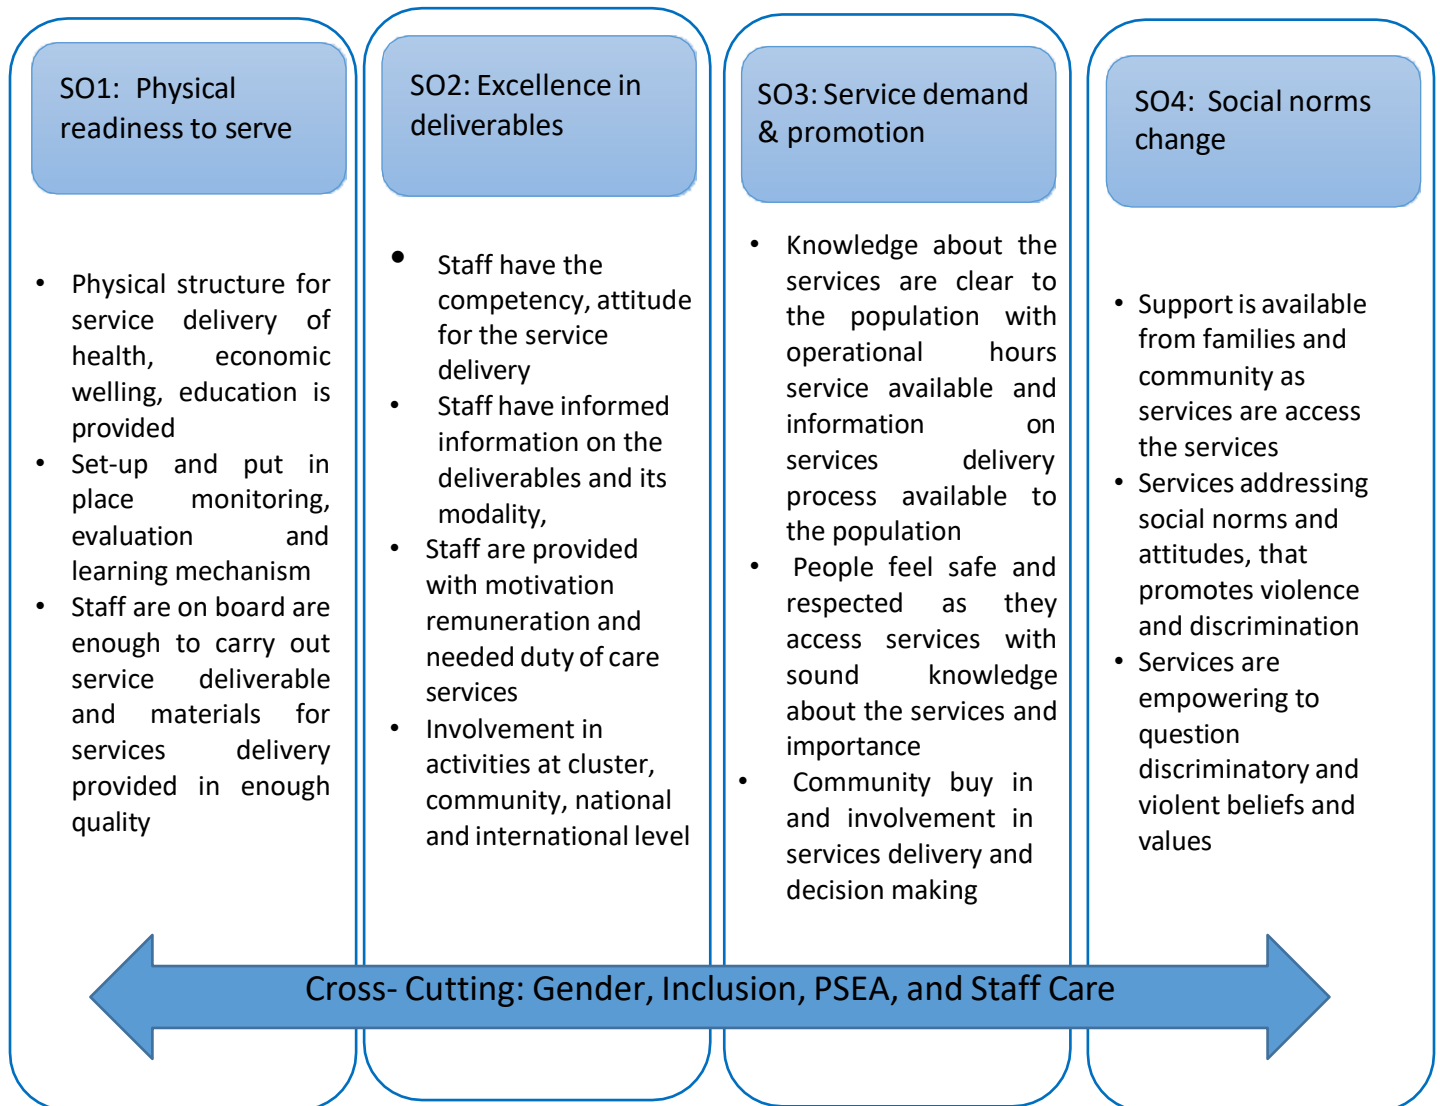 SO1: Physical
readiness to serve
• Physical structure for
service delivery of
health, economic
welling, education is
provided
• Set-up and put in
place monitoring,
evaluation and
learning mechanism
• Staff are on board are
enough to carry out
service deliverable
and materials for
services delivery
provided in enough
quality
SO2: Excellence in
deliverables
• Staff have the
competency, attitude
for the service
delivery
• Staff have informed
information on the
deliverables and its
modality,
• Staff are provided
with motivation
remuneration and
needed duty of care
services
• Involvement in
activities at cluster,
community, national
and international level
SO3: Service demand
& promotion
• Knowledge about the
services are clear to
the population with
operational hours
service available and
information on
services delivery
process available to
the population
• People feel safe and
respected as they
access services with
sound knowledge
about the services and
importance
• Community buy in
and involvement in
services delivery and
decision making
SO4: Social norms
change
• Support is available
from families and
community as
services are access
the services
• Services addressing
social norms and
attitudes, that
promotes violence
and discrimination
• Services are
empowering to
question
discriminatory and
violent beliefs and
values
Cross- Cutting: Gender, Inclusion, PSEA, and Staff Care